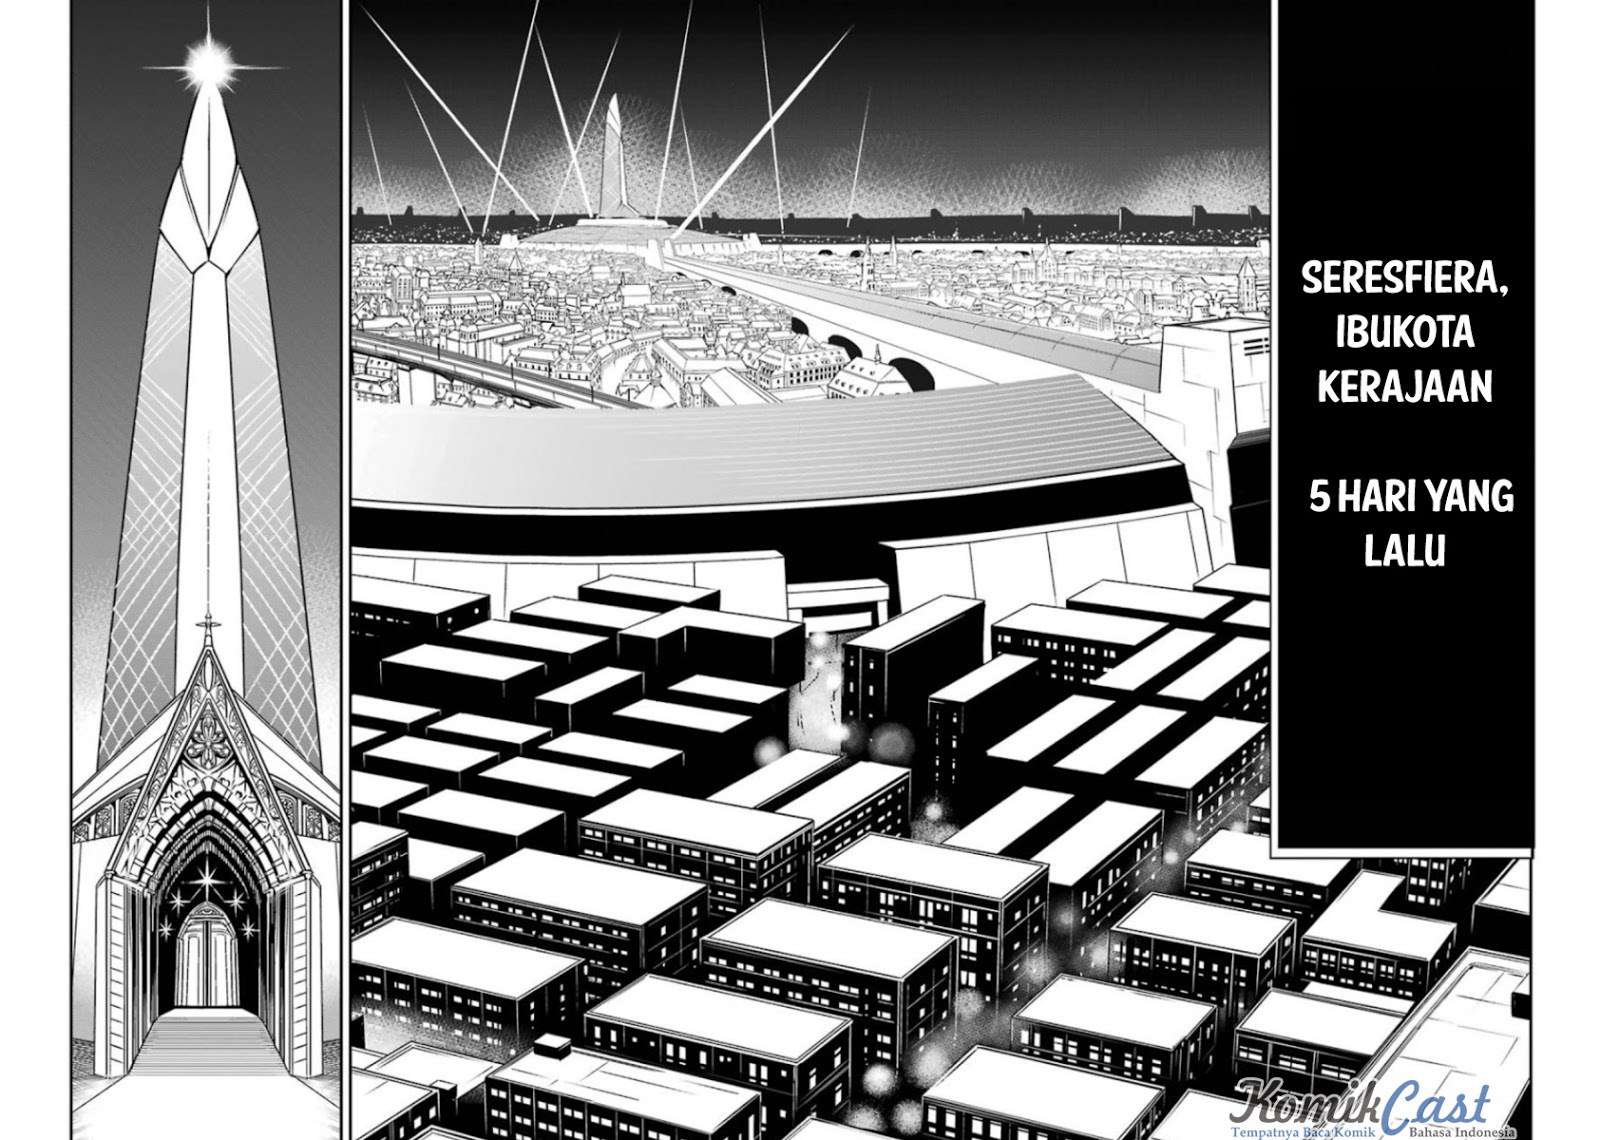 SERESFIERA,
IBUKOTA
KERAJAAN
5 HARI YANG
LALU
KomikCast
Tempatnya Baca Komik Bahasa Indonesia